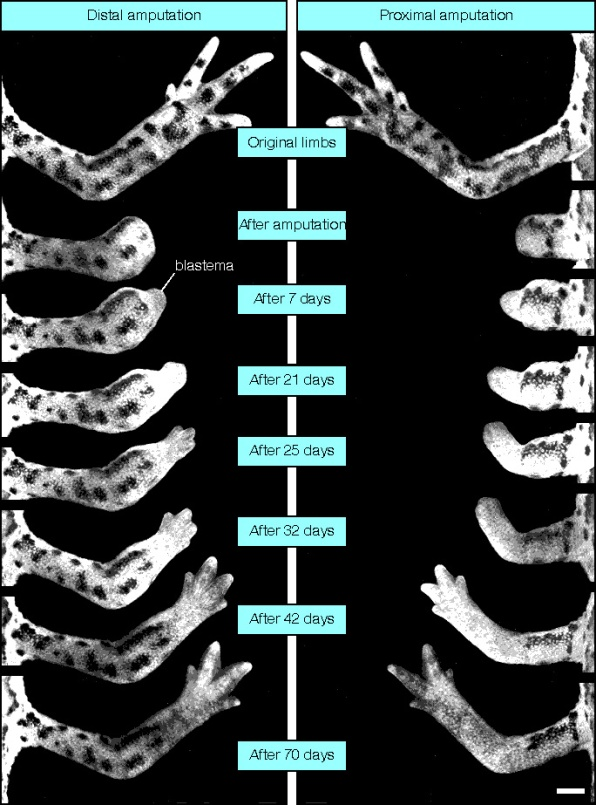 Distal amputation
Proximal amputation
Original limbs
After amputation
blastema
After 7 days
After 21 days
After 25 days
After 32 days
After 42 days
After 70 days